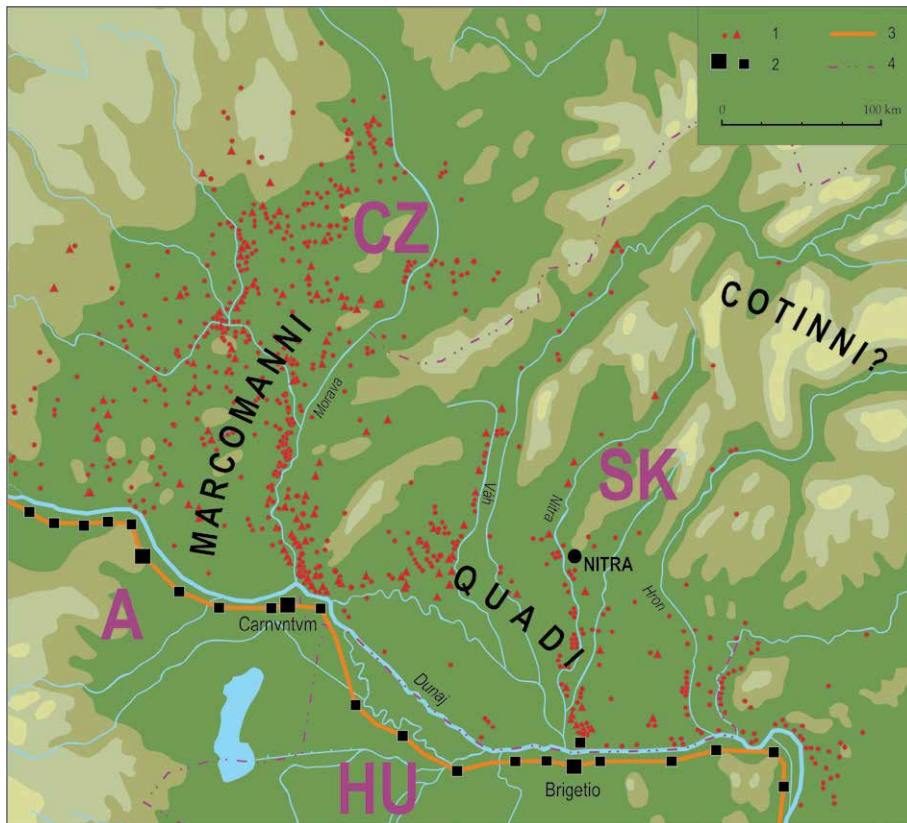 1 3
2 4
0 100 km
CZ
COTINNI?
MARCOMANNI
Morava
SK
Váh
Nitra
NITRA
QUADI
Hron
A
Carnvntvm
Dunaj
HU
Brigetio